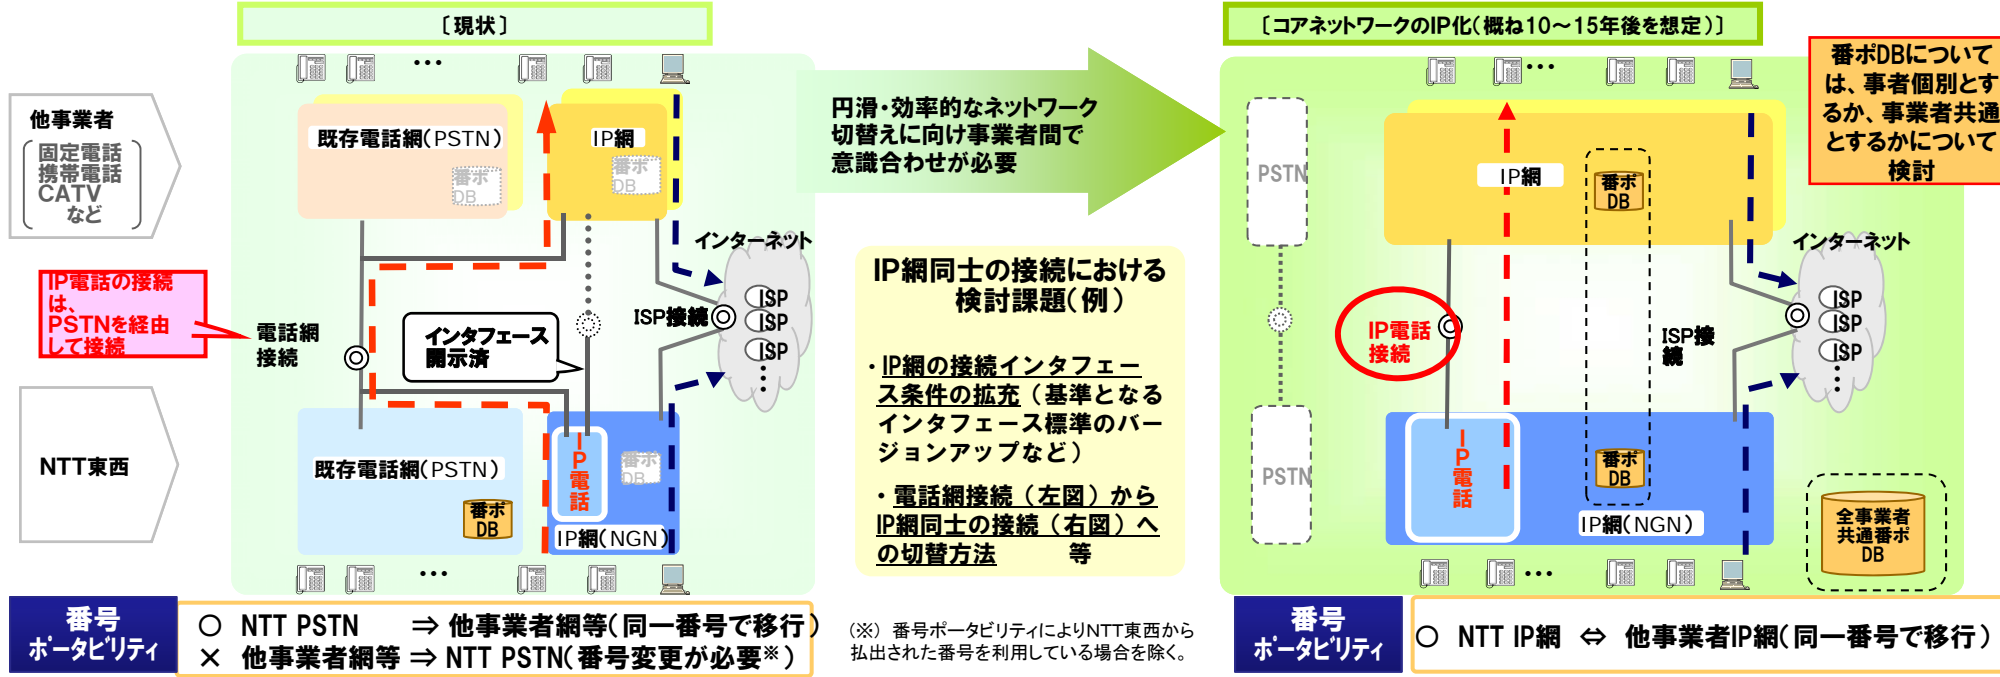 〔現状〕
他事業者
固定電話
携帯電話
CATV
など
既存電話網(PSTN)
番ポ
DB
IP網
番ポ
DB
インターネット
ISP
ISP
ISP
ISP接続
IP電話の接続
は、
PSTNを経由
して接続
電話網
接続
インタフェース
開示済
NTT東西
既存電話網(PSTN)
番ポ
DB
IP電話
番ポ
DB
IP網(NGN)
番号
ポータビリティ
○ NTT PSTN ⇒ 他事業者網等(同一番号で移行)
× 他事業者網等 ⇒ NTT PSTN(番号変更が必要※)
円滑・効率的なネットワーク
切替えに向け事業者間で
意識合わせが必要
IP網同士の接続における
検討課題(例)
・IP網の接続インタフェー
ス条件の拡充(基準となる
インタフェース標準のバー
ジョンアップなど)
・電話網接続(左図)から
IP網同士の接続(右図)へ
の切替方法 等
(※) 番号ポータビリティによりNTT東西から
払出された番号を利用している場合を除く。
〔コアネットワークのIP化(概ね10～15年後を想定)〕
番ポDBについて
は、事者個別とす
るか、事業者共通
とするかについて
検討
PSTN
IP網
番ポ
DB
インターネット
ISP
ISP
ISP
IP電話
接続
ISP接
続
PSTN
IP電話
番ポ
DB
IP網(NGN)
全事業者
共通番ポ
DB
番号
ポータビリティ
○ NTT IP網 ⇔ 他事業者IP網(同一番号で移行)